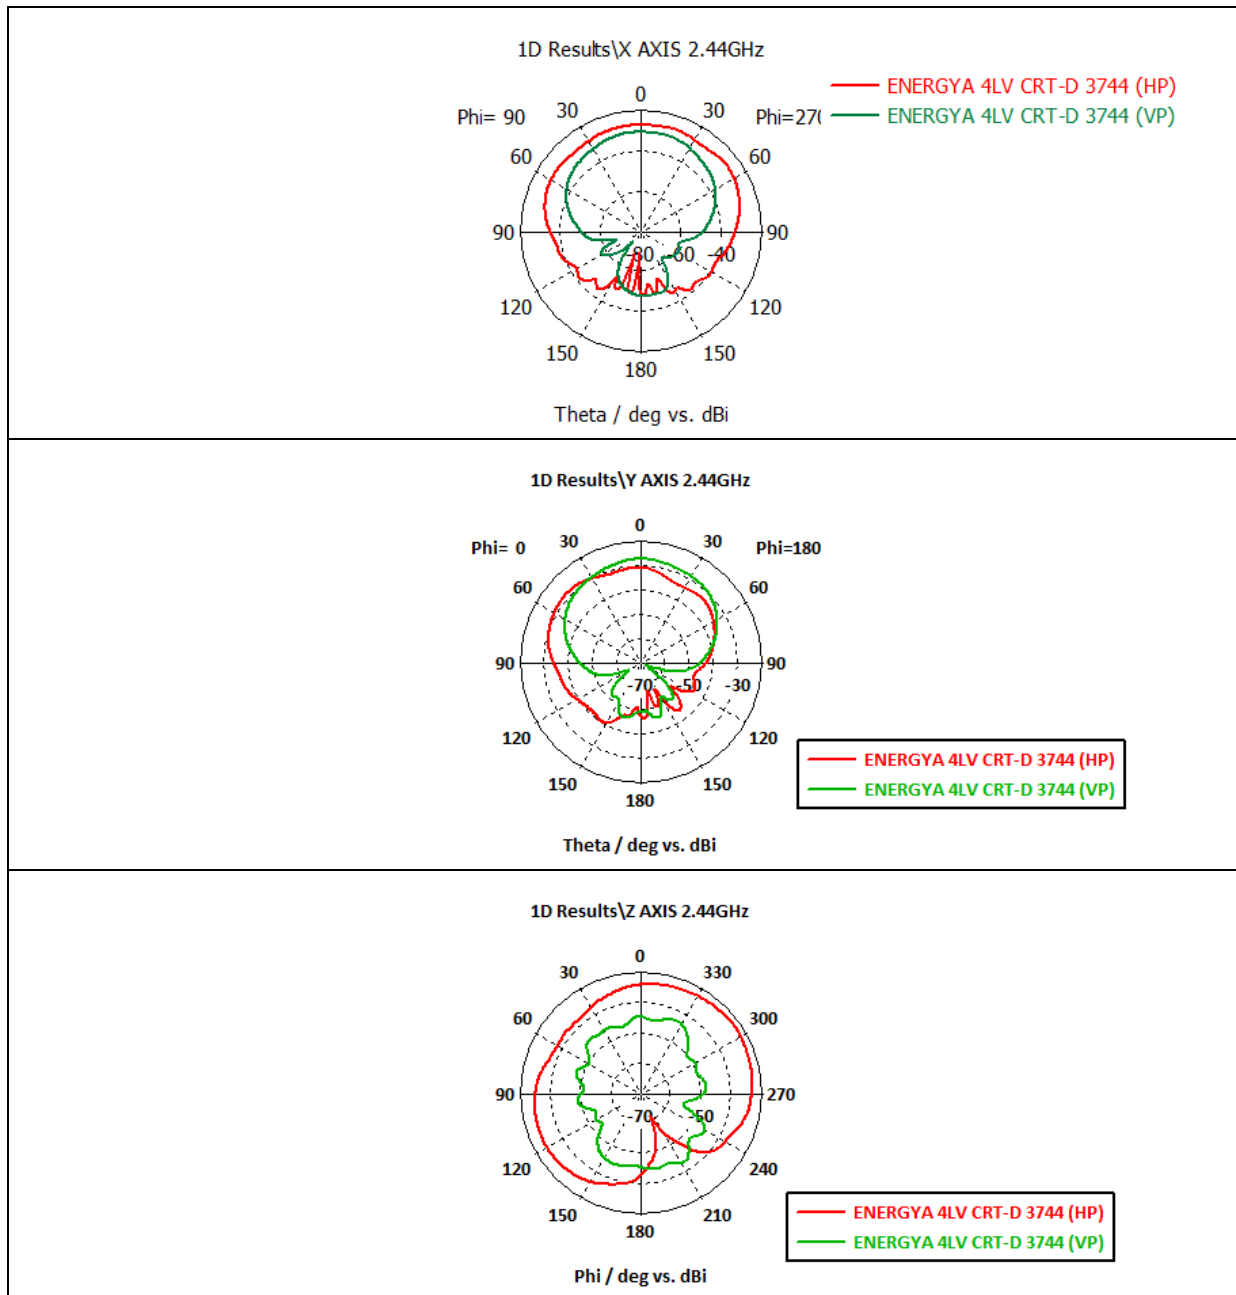 1D Results\X AXIS 2.44GHz
ENERGYA 4LV CRT-D 3744 (HP)
ENERGYA 4LV CRT-D 3744 (VP)
Phi= 90
30
0
30
Phi=270
60
60
90
-80
-60
-40
90
120
120
150
150
180
Theta / deg vs. dBi
1D Results\Y AXIS 2.44GHz
0
Phi= 0
30
30
Phi=180
60
60
90
-70
-50
-30
90
120
120
150
150
180
ENERGYA 4LV CRT-D 3744 (HP)
ENERGYA 4LV CRT-D 3744 (VP)
Theta / deg vs. dBi
1D Results\Z AXIS 2.44GHz
0
30
330
60
300
90
270
-70
-50
120
240
150
210
180
ENERGYA 4LV CRT-D 3744 (HP)
ENERGYA 4LV CRT-D 3744 (VP)
Phi / deg vs. dBi